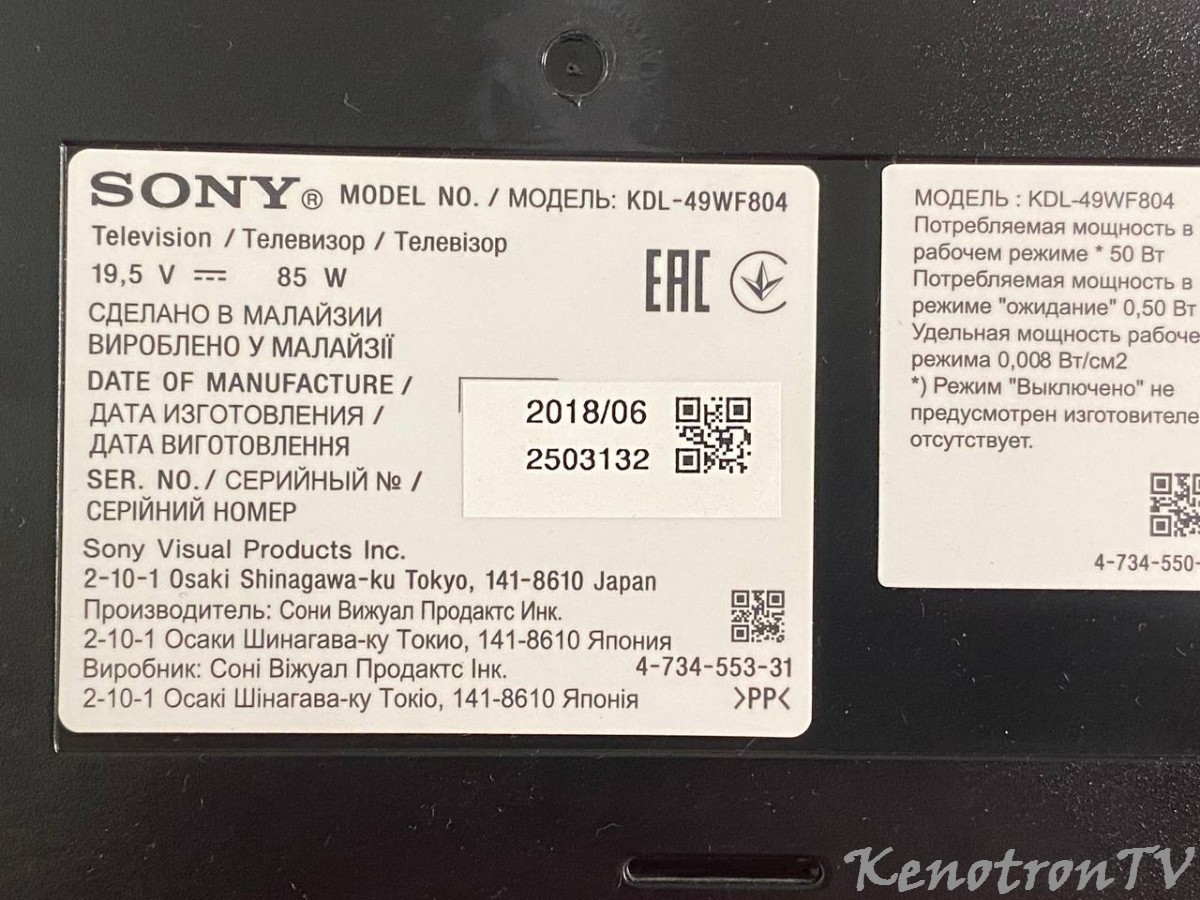 SONY® MODEL NO. / МОДЕЛЬ: KDL-49WF804
Television / Телевизор / Телевізор
19,5 V ⎓ 85 W
EAC
СДЕЛАНО В МАЛАЙЗИИ
ВИРОБЛЕНО У МАЛАЙЗІЇ
DATE OF MANUFACTURE /
ДАТА ИЗГОТОВЛЕНИЯ /
ДАТА ВИГОТОВЛЕННЯ
2018/06
2503132
SER. NO. / СЕРИЙНЫЙ № /
СЕРІЙНИЙ НОМЕР
Sony Visual Products Inc.
2-10-1 Osaki Shinagawa-ku Tokyo, 141-8610 Japan
Производитель: Сони Вижуал Продактс Инк.
2-10-1 Осаки Шинагава-ку Токио, 141-8610 Япония
Виробник: Соні Віжуал Продактс Інк.
4-734-553-31
2-10-1 Осакі Шінагава-ку Токіо, 141-8610 Японія
>PP<
МОДЕЛЬ : KDL-49WF804
Потребляемая мощность в
рабочем режиме * 50 Вт
Потребляемая мощность в
режиме "ожидание" 0,50 Вт
Удельная мощность рабоче
режима 0,008 Вт/см2
*) Режим "Выключено" не
предусмотрен изготовителе
отсутствует.
4-734-550-
KenotronTV